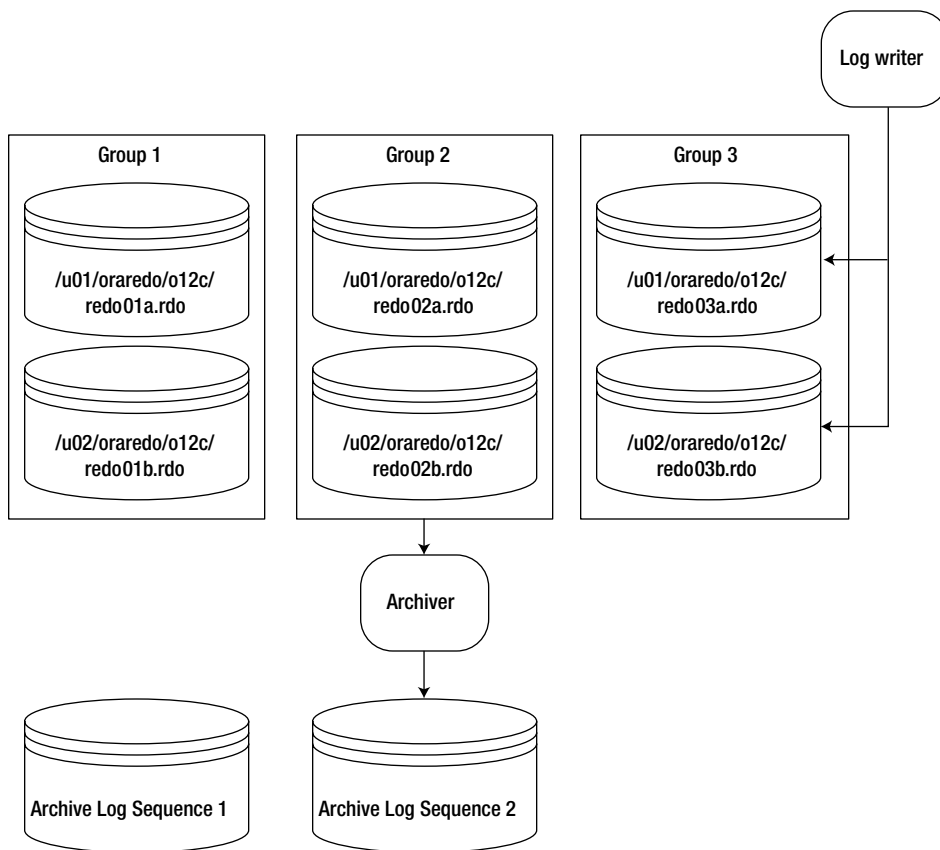 Log writer
Group 1
Group 2
Group 3
/u01/oraredo/o12c/
redo01a.rdo
/u01/oraredo/o12c/
redo02a.rdo
/u01/oraredo/o12c/
redo03a.rdo
/u02/oraredo/o12c/
redo01b.rdo
/u02/oraredo/o12c/
redo02b.rdo
/u02/oraredo/o12c/
redo03b.rdo
Archiver
Archive Log Sequence 1
Archive Log Sequence 2